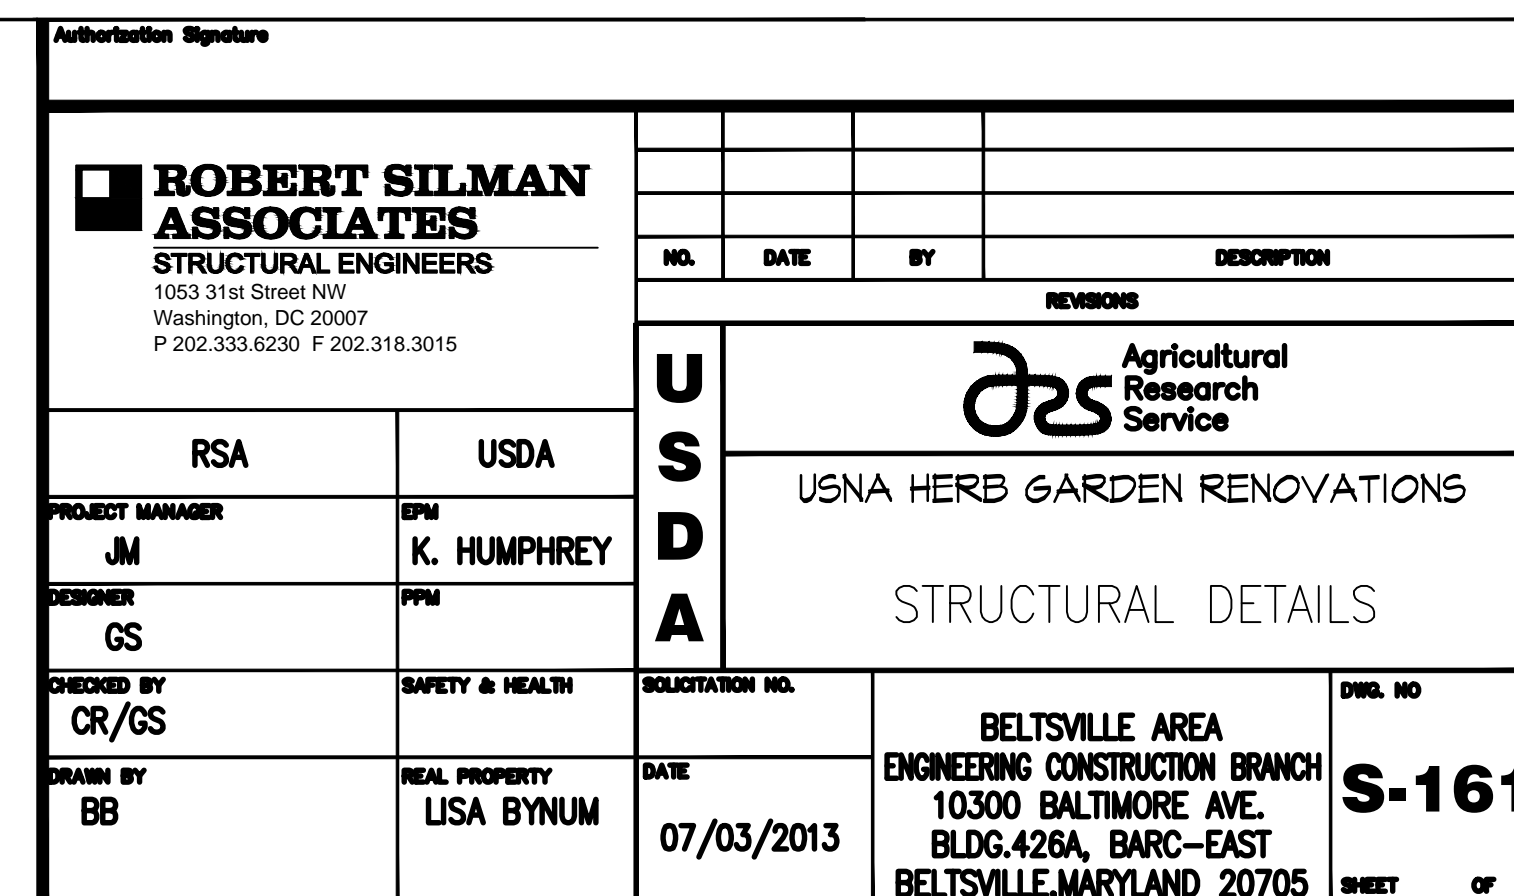 Authorization Signature
ROBERT SILMAN
ASSOCIATES
STRUCTURAL ENGINEERS
1053 31st Street NW
Washington, DC 20007
P 202.333.6230 F 202.318.3015
NO. DATE BY DESCRIPTION
REVISIONS
USDA
Agricultural
Research
Service
USNA HERB GARDEN RENOVATIONS
STRUCTURAL DETAILS
RSA USDA
PROJECT MANAGER EPM
JM K. HUMPHREY
DESIGNER PPM
GS
CHECKED BY SAFETY & HEALTH
CR/GS
DRAWN BY REAL PROPERTY
BB LISA BYNUM
SOLICITATION NO.
DATE
07/03/2013
BELTSVILLE AREA
ENGINEERING CONSTRUCTION BRANCH
10300 BALTIMORE AVE.
BLDG.426A, BARC-EAST
BELTSVILLE,MARYLAND 20705
DWG. NO
S-161
SHEET OF